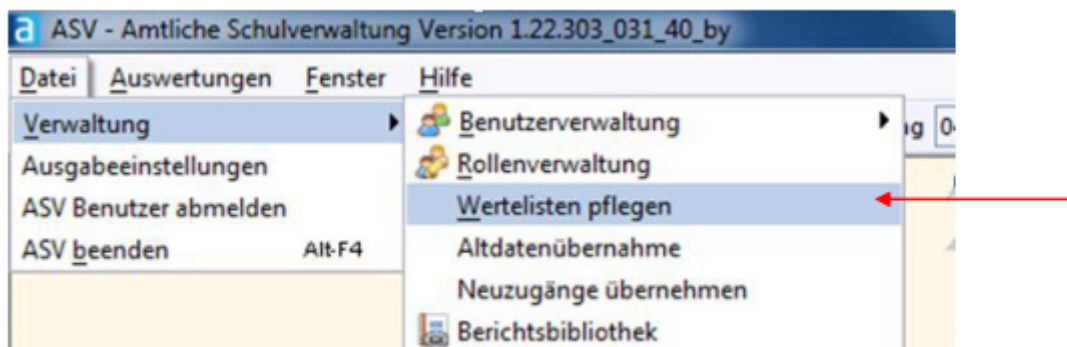 a ASV - Amtliche Schulverwaltung Version 1.22.303_031_40_by
Datei Auswertungen Fenster Hilfe
Verwaltung
Ausgabeeinstellungen
ASV Benutzer abmelden
ASV beenden Alt-F4
Benutzerverwaltung
Rollenverwaltung
Wertelisten pflegen
Altdatenübernahme
Neuzugänge übernehmen
Berichtsbibliothek